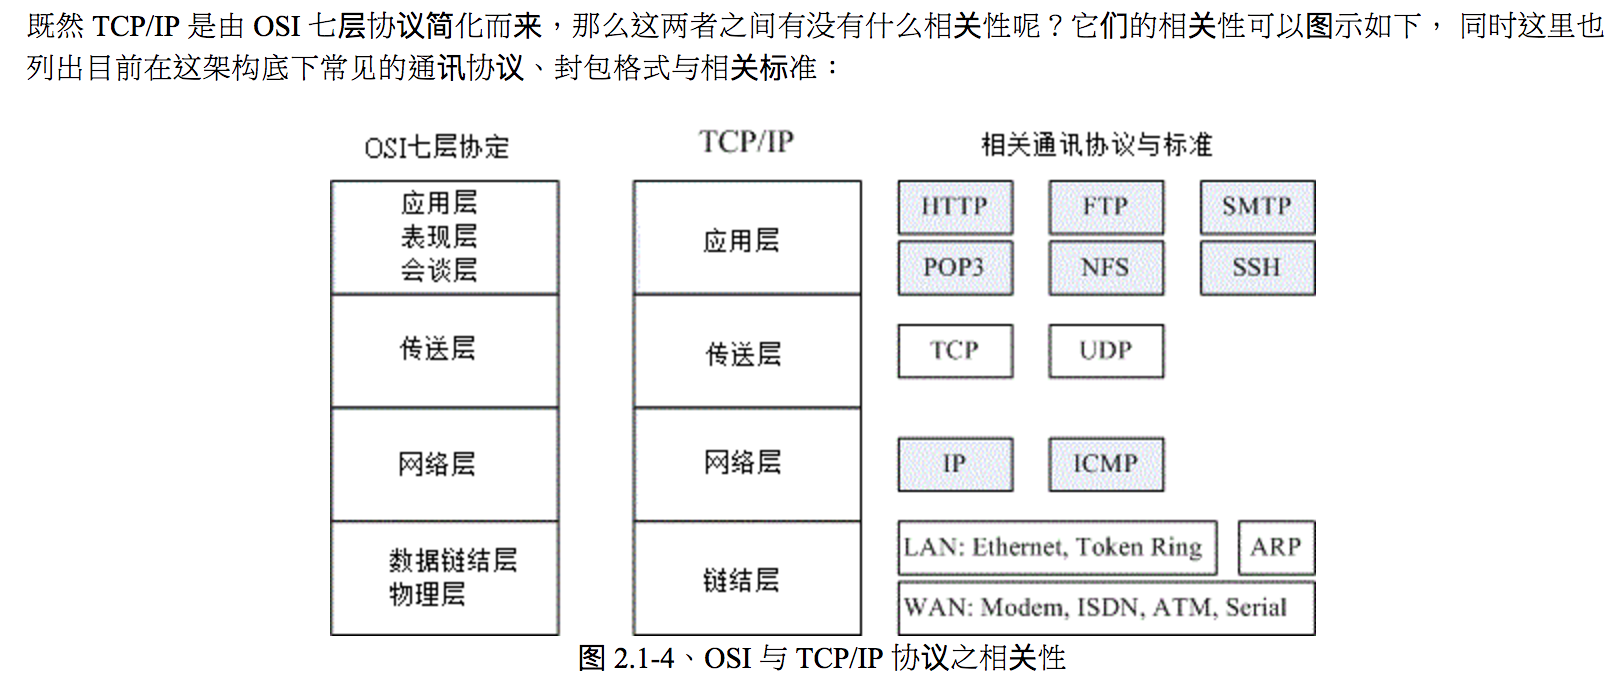 既然 TCP/IP 是由 OSI 七层协议简化而来，那么这两者之间有没有什么相关性呢？它们的相关性可以图示如下， 同时这里也
列出目前在这架构底下常见的通讯协议、封包格式与相关标准：
OSI七层协定
TCP/IP
相关通讯协议与标准
应用层
表现层
会谈层
应用层
HTTP
FTP
SMTP
POP3
NFS
SSH
传送层
传送层
TCP
UDP
网络层
网络层
IP
ICMP
数据链结层
物理层
链结层
LAN: Ethernet, Token Ring
ARP
WAN: Modem, ISDN, ATM, Serial
图 2.1-4、OSI 与 TCP/IP 协议之相关性